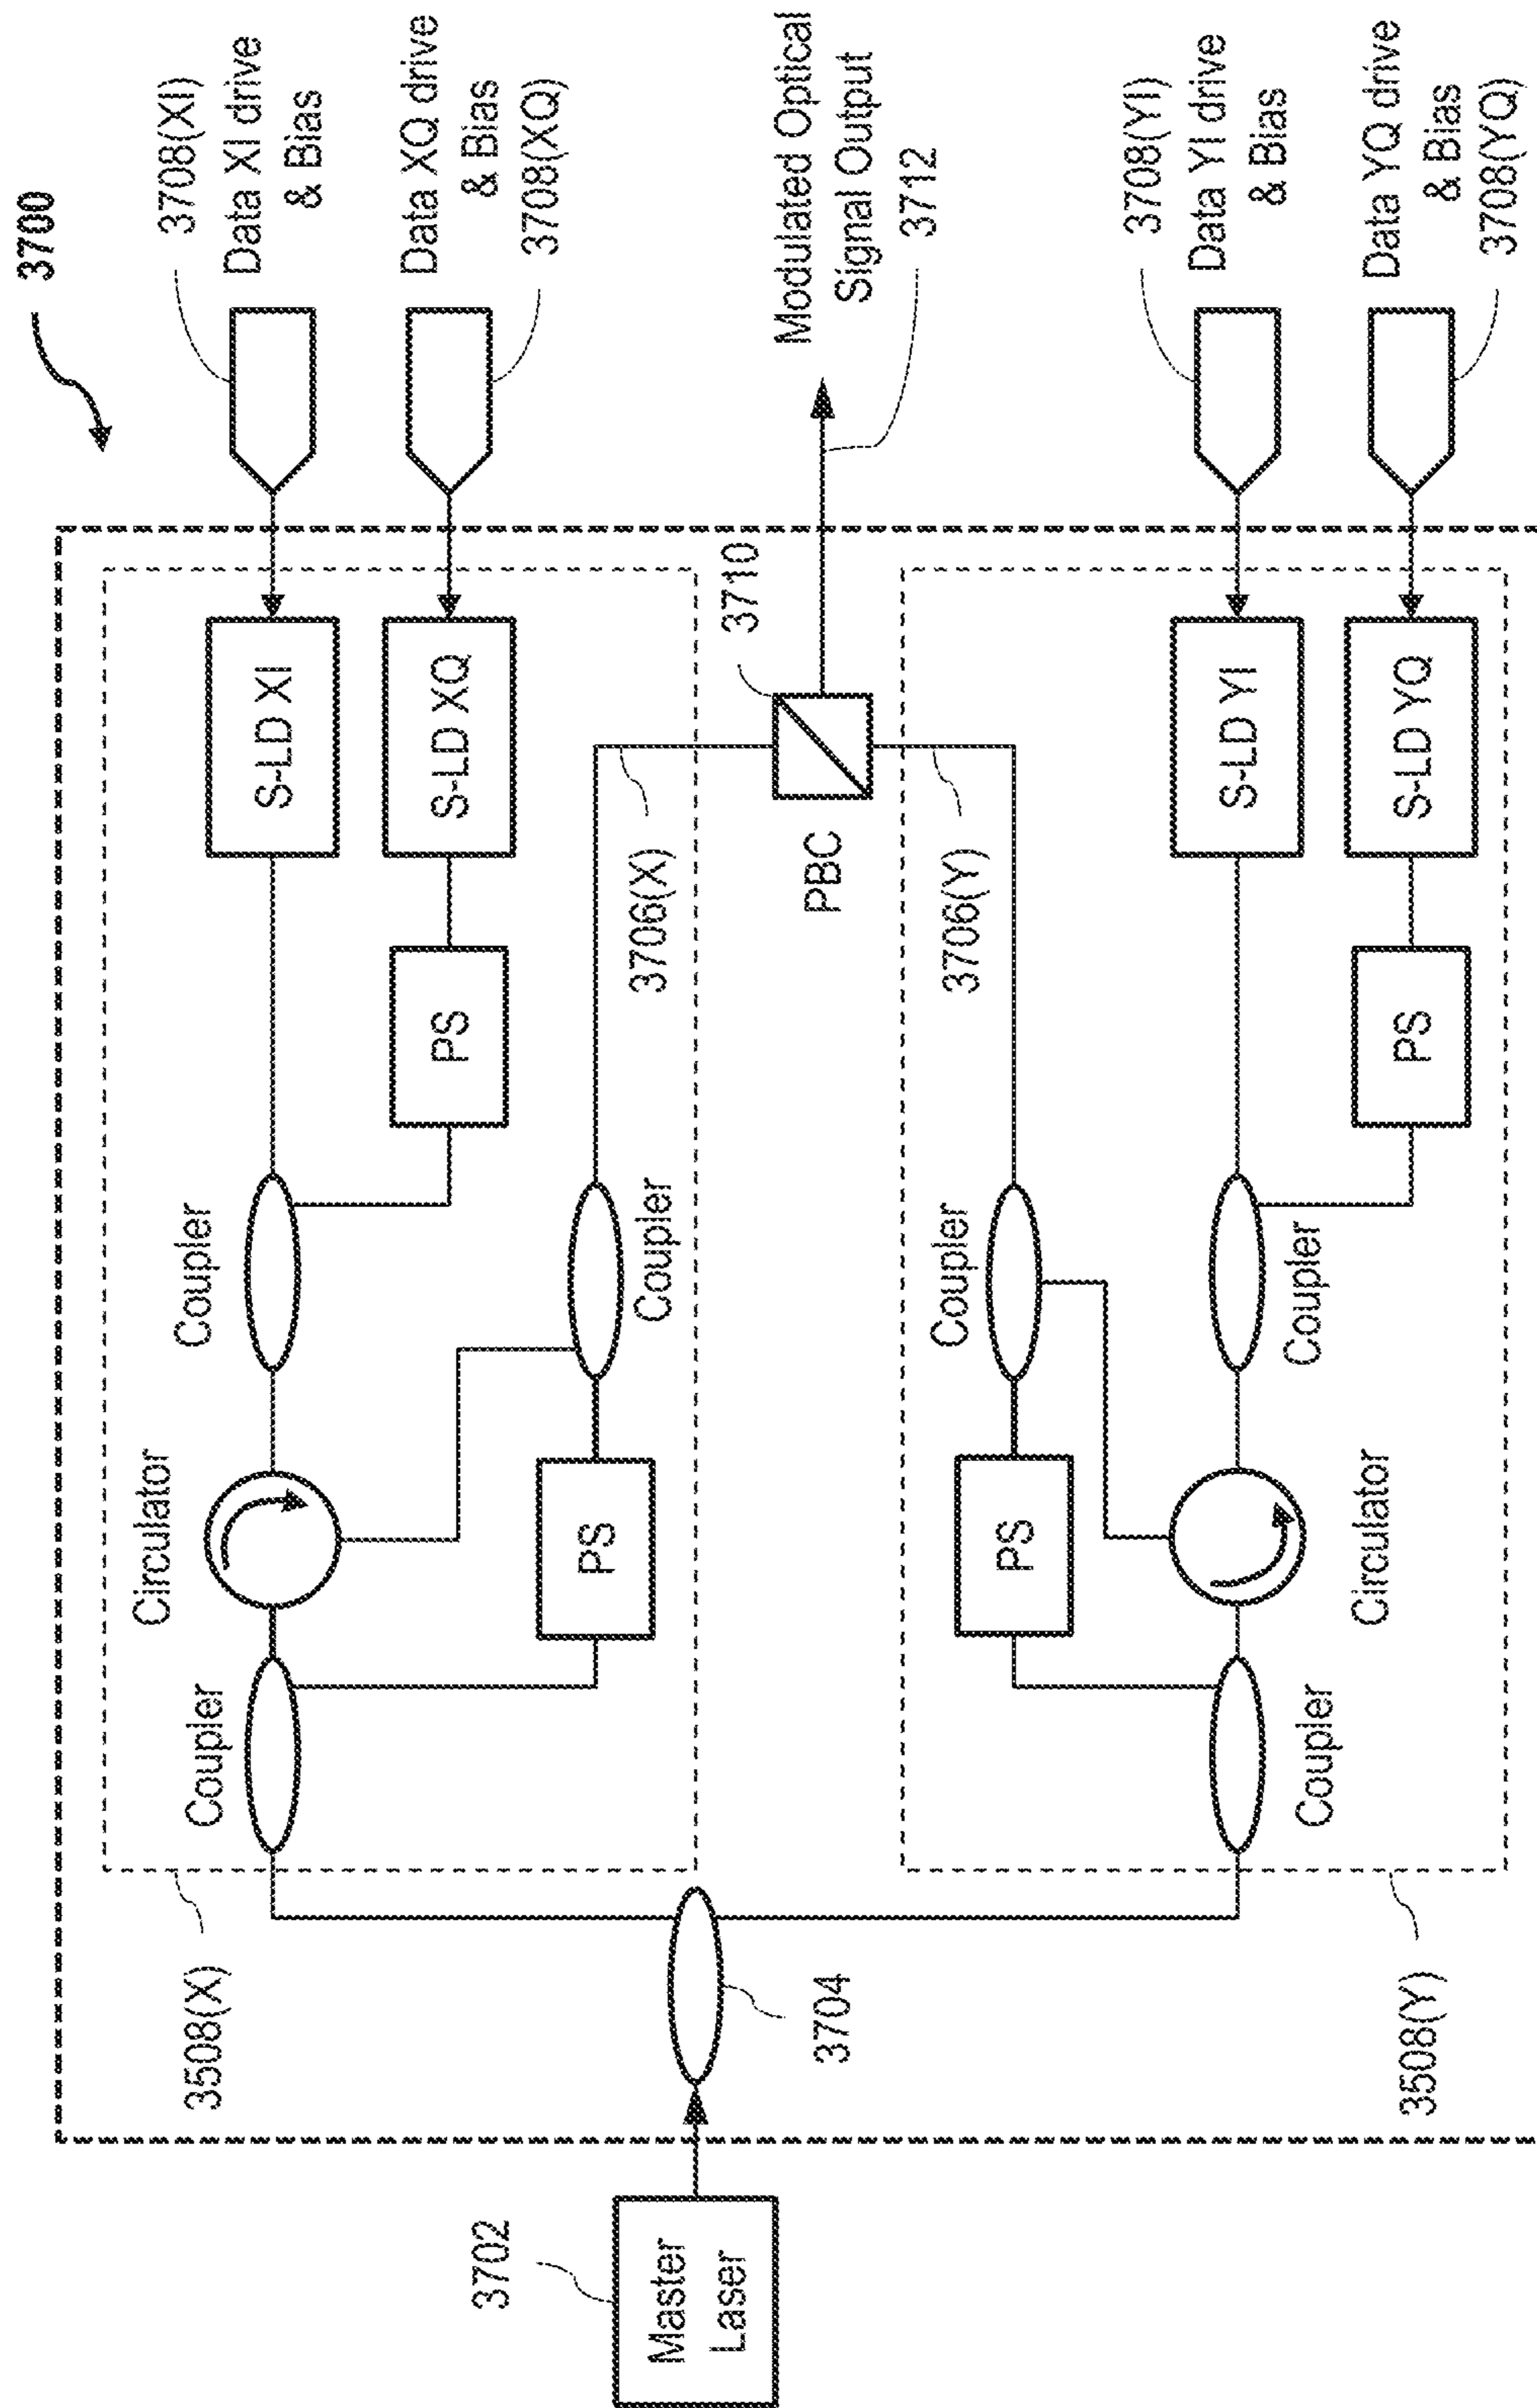 3700
3708(XI)
Data XI drive
& Bias
Data XQ drive
& Bias
3708(XQ)
S-LD XI
S-LD XQ
PS
Coupler
Circulator
Coupler
Coupler
PS
3508(X)
3706(X)
3710
PBC
Modulated Optical
Signal Output
3712
3702
Master
Laser
3704
3706(Y)
Coupler
PS
Circulator
Coupler
Coupler
PS
S-LD YI
S-LD YQ
3508(Y)
3708(YI)
Data YI drive
& Bias
Data YQ drive
& Bias
3708(YQ)